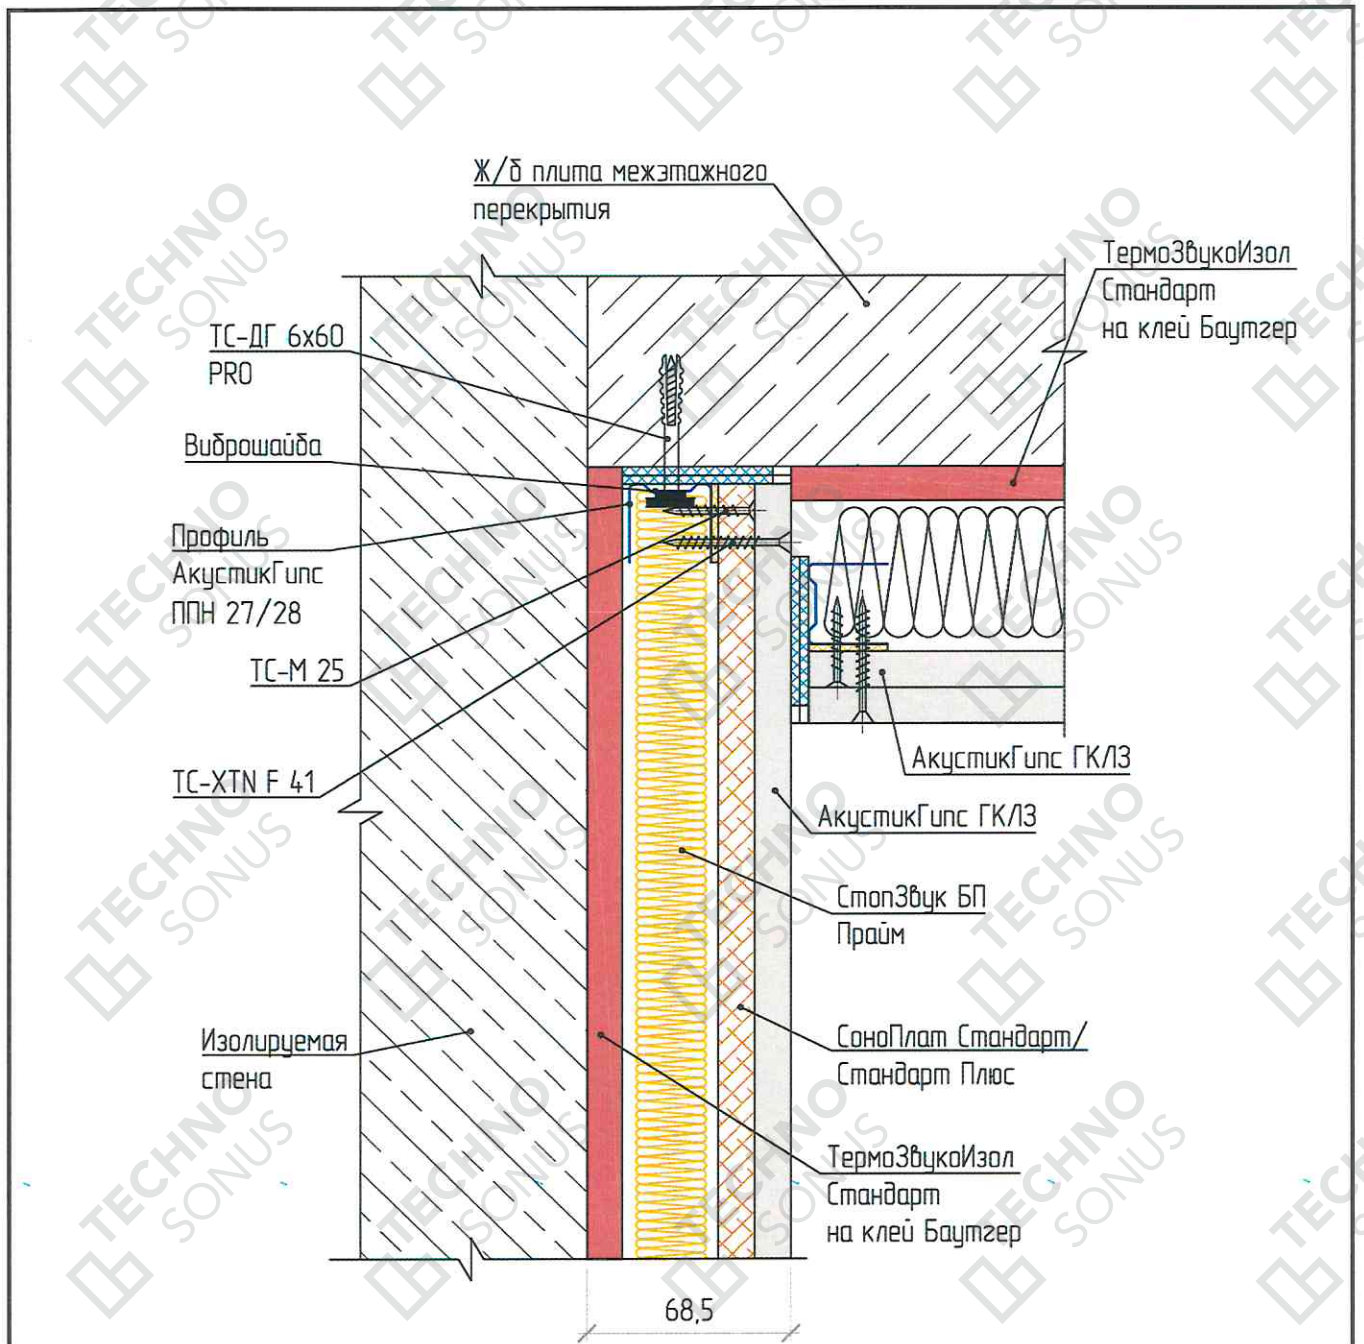 Ж/б плита межэтажного
перекрытия
ТермоЗвукоИзол
Стандарт
на клей Баутгер
ТС-ДГ 6х60
PRO
Виброшайба
Профиль
АкустикГипс
ППН 27/28
ТС-М 25
ТС-XTN F 41
АкустикГипс ГКЛЗ
АкустикГипс ГКЛЗ
СтопЗвук БП
Прайм
СоноПлат Стандарт/
Стандарт Плюс
Изолируемая
стена
ТермоЗвукоИзол
Стандарт
на клей Баутгер
68,5
TECHNO
SONUS